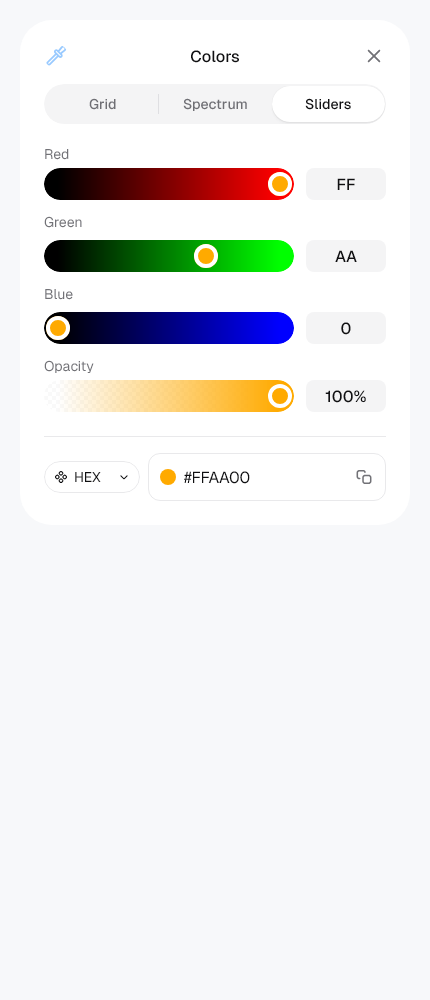 Colors
Grid Spectrum Sliders
Red
FF
Green
AA
Blue
0
Opacity
100%
HEX #FFAA00